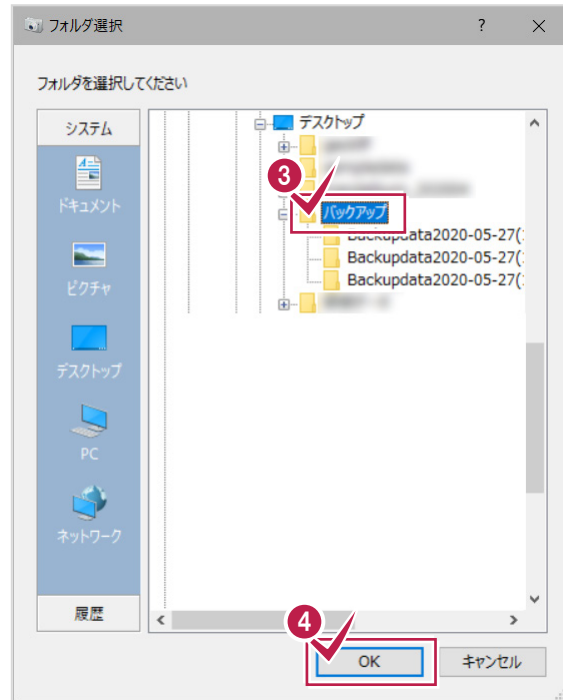 フォルダ選択
フォルダを選択してください
システム
ドキュメント
ピクチャ
デスクトップ
PC
ネットワーク
履歴
デスクトップ
3
バックアップ
Backupdata2020-05-27(
Backupdata2020-05-27(
Backupdata2020-05-27(
4
OK
キャンセル